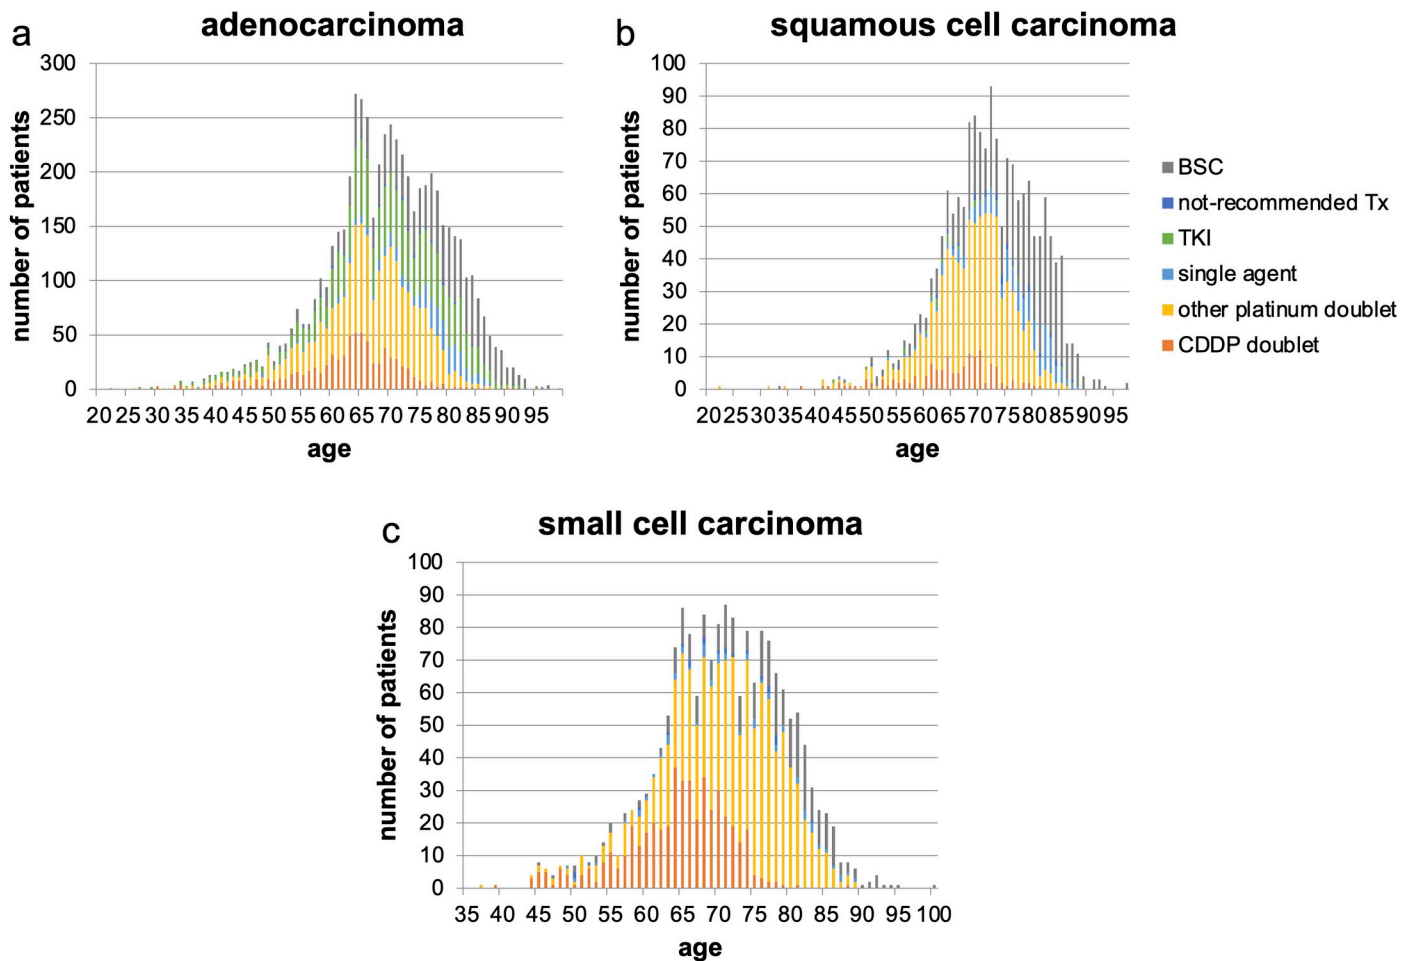 a
adenocarcinoma
number of patients
300
250
200
150
100
50
0
20 25 30 35 40 45 50 55 60 65 70 75 80 85 90 95
age
b
squamous cell carcinoma
number of patients
100
90
80
70
60
50
40
30
20
10
0
20 25 30 35 40 45 50 55 60 65 70 75 80 85 90 95
age
BSC
not-recommended Tx
TKI
single agent
other platinum doublet
CDDP doublet
c
small cell carcinoma
number of patients
100
90
80
70
60
50
40
30
20
10
0
35 40 45 50 55 60 65 70 75 80 85 90 95 100
age